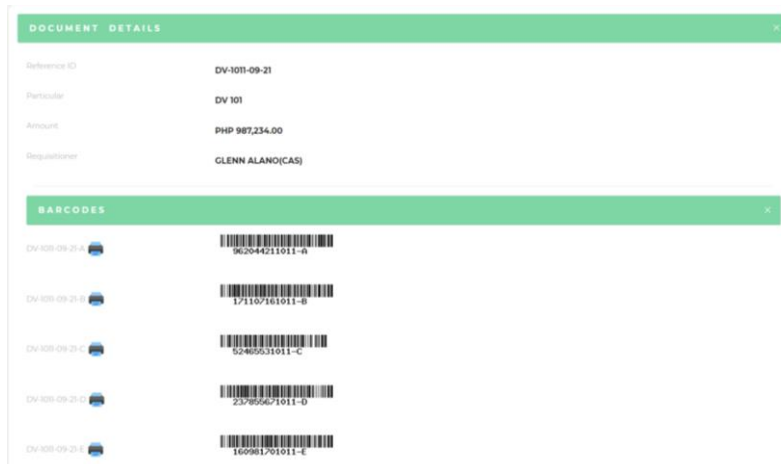 DOCUMENT DETAILS ×
Reference ID DV-1011-09-21
Particular DV 101
Amount PHP 987,234.00
Requisitioner GLENN ALANO(CAS)
BARCODES ×
DV-1011-09-21-A 962044211011-A
DV-1011-09-21-B 171107161011-B
DV-1011-09-21-C 52465531011-C
DV-1011-09-21-D 237855671011-D
DV-1011-09-21-E 160981701011-E